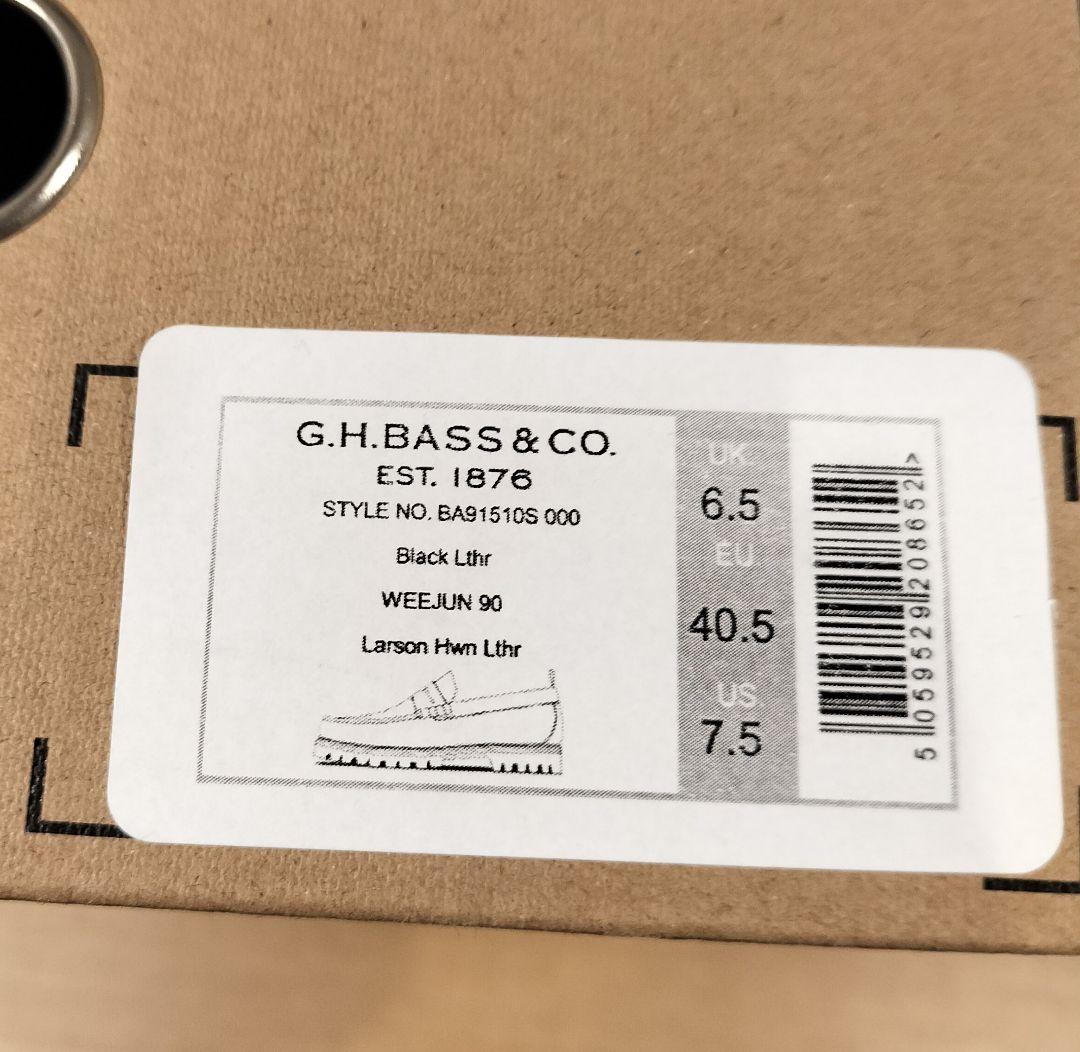 G.H.BASS & CO.
EST. 1876
STYLE NO. BA91510S 000
Black Lthr
WEEJUN 90
Larson Hwn Lthr
UK.
6.5
EU.
40.5
US.
7.5
5 059529 208652 >